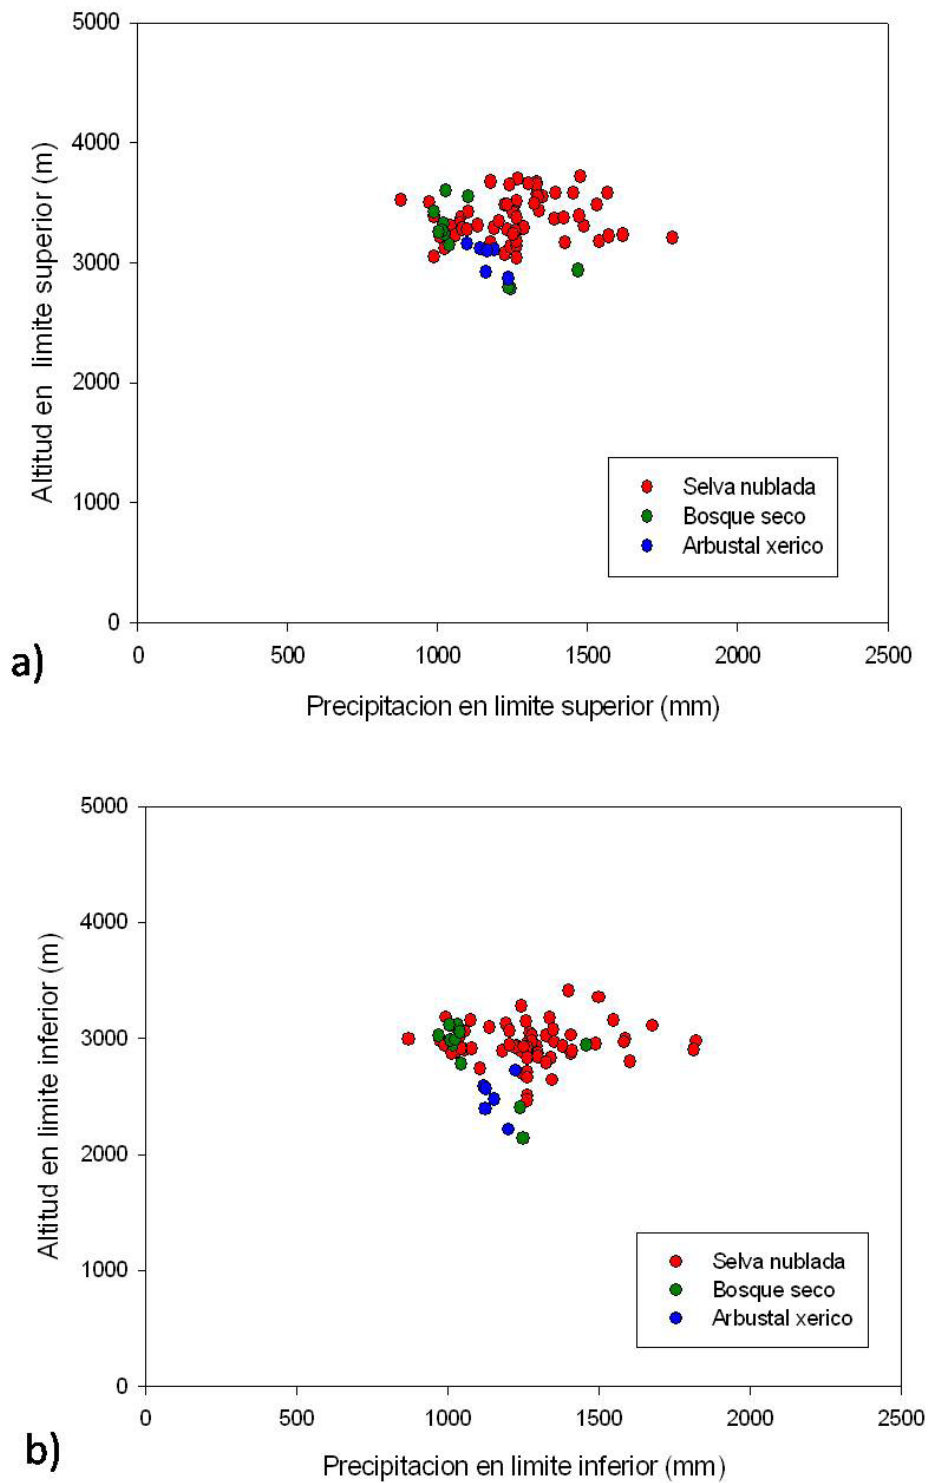 5000
4000
3000
2000
1000
0
Altitud en limite superior (m)
Selva nublada
Bosque seco
Arbustal xerico
0 500 1000 1500 2000 2500
a)
Precipitacion en limite superior (mm)
5000
4000
3000
2000
1000
0
Altitud en limite inferior (m)
Selva nublada
Bosque seco
Arbustal xerico
0 500 1000 1500 2000 2500
b)
Precipitacion en limite inferior (mm)